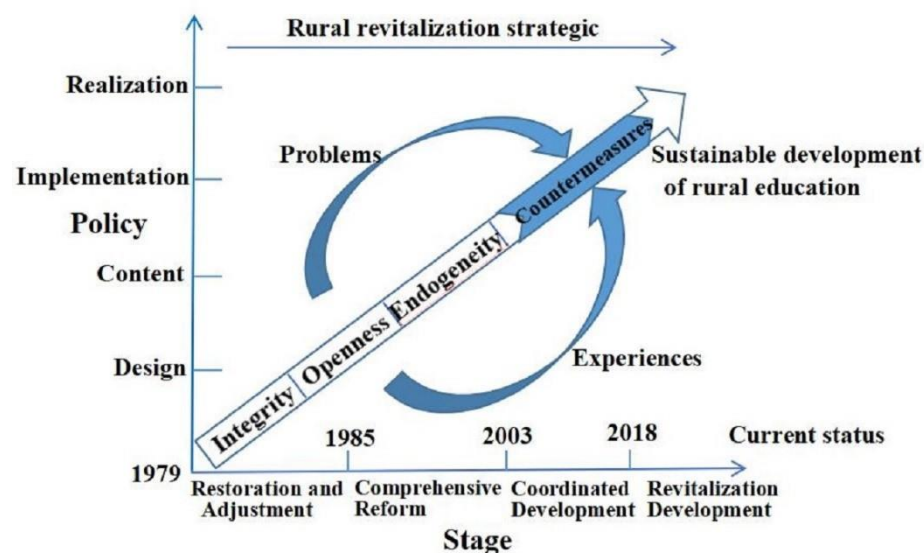 Rural revitalization strategic
Realization
Problems
Countermeasures
Implementation
Sustainable development
of rural education
Policy
Endogeneity
Content
Openness
Experiences
Design
Integrity
1985
2003
2018
Current status
1979
Restoration and
Adjustment
Comprehensive
Reform
Coordinated
Development
Revitalization
Development
Stage